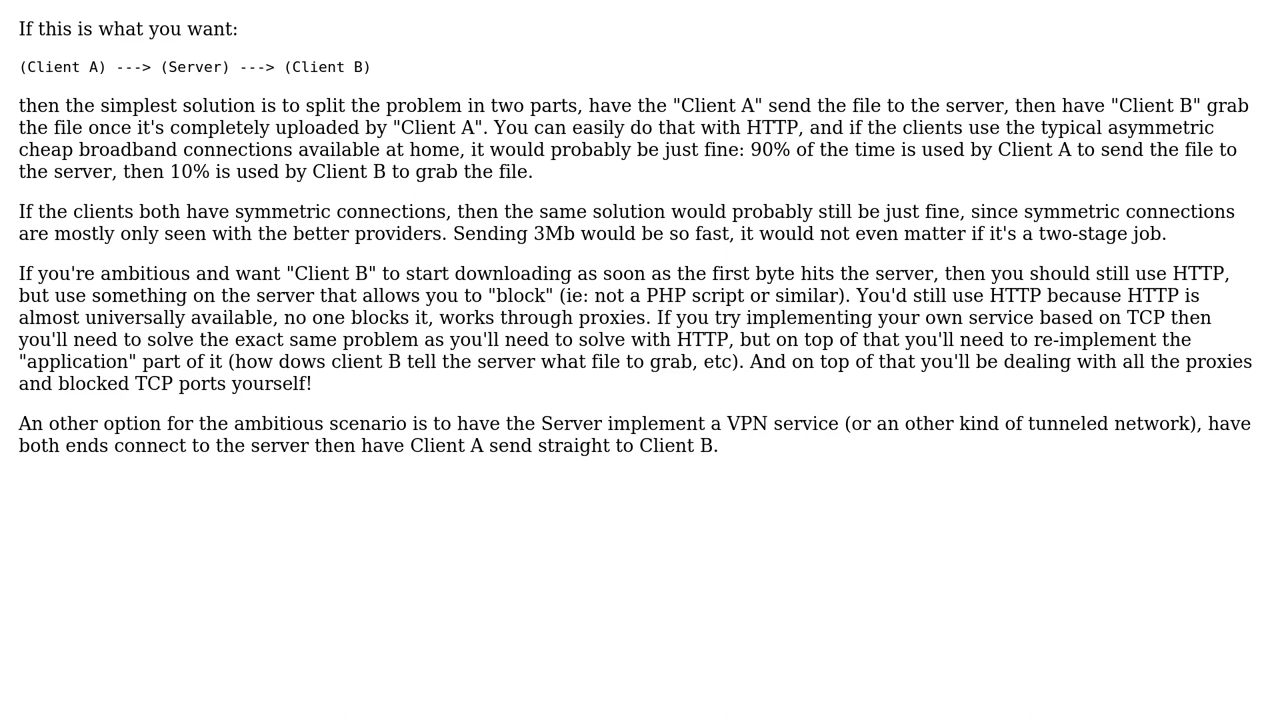 If this is what you want:
(Client A) ---> (Server) ---> (Client B)
then the simplest solution is to split the problem in two parts, have the "Client A" send the file to the server, then have "Client B" grab
the file once it's completely uploaded by "Client A". You can easily do that with HTTP, and if the clients use the typical asymmetric
cheap broadband connections available at home, it would probably be just fine: 90% of the time is used by Client A to send the file to
the server, then 10% is used by Client B to grab the file.
If the clients both have symmetric connections, then the same solution would probably still be just fine, since symmetric connections
are mostly only seen with the better providers. Sending 3Mb would be so fast, it would not even matter if it's a two-stage job.
If you're ambitious and want "Client B" to start downloading as soon as the first byte hits the server, then you should still use HTTP,
but use something on the server that allows you to "block" (ie: not a PHP script or similar). You'd still use HTTP because HTTP is
almost universally available, no one blocks it, works through proxies. If you try implementing your own service based on TCP then
you'll need to solve the exact same problem as you'll need to solve with HTTP, but on top of that you'll need to re-implement the
"application" part of it (how dows client B tell the server what file to grab, etc). And on top of that you'll be dealing with all the proxies
and blocked TCP ports yourself!
An other option for the ambitious scenario is to have the Server implement a VPN service (or an other kind of tunneled network), have
both ends connect to the server then have Client A send straight to Client B.